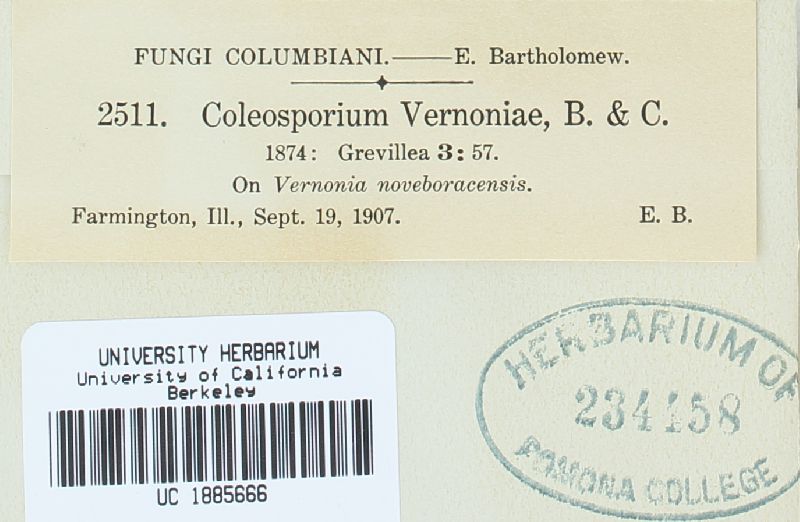 FUNGI COLUMBIANI.——E. Bartholomew.
2511. Coleosporium Vernoniae, B. & C.
1874: Grevillea 3: 57.
On Vernonia noveboracensis.
Farmington, Ill., Sept. 19, 1907. E. B.
UNIVERSITY HERBARIUM
University of California
Berkeley
UC 1885666
HERBARIUM OF
234158
POMONA COLLEGE